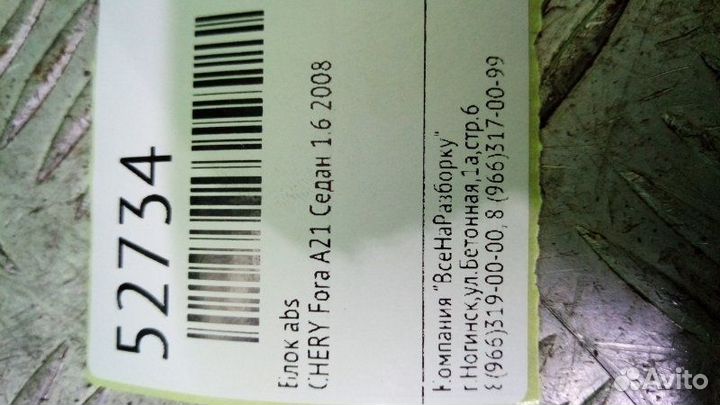 52734
Блок abs
CHERY Fora A21 Седан 1.6 2008
Компания "ВсеНаРазборку"
г.Ногинск,ул.Бетонная,1а,стр.6
8(966)319-00-00, 8 (966)317-00-99
Avito